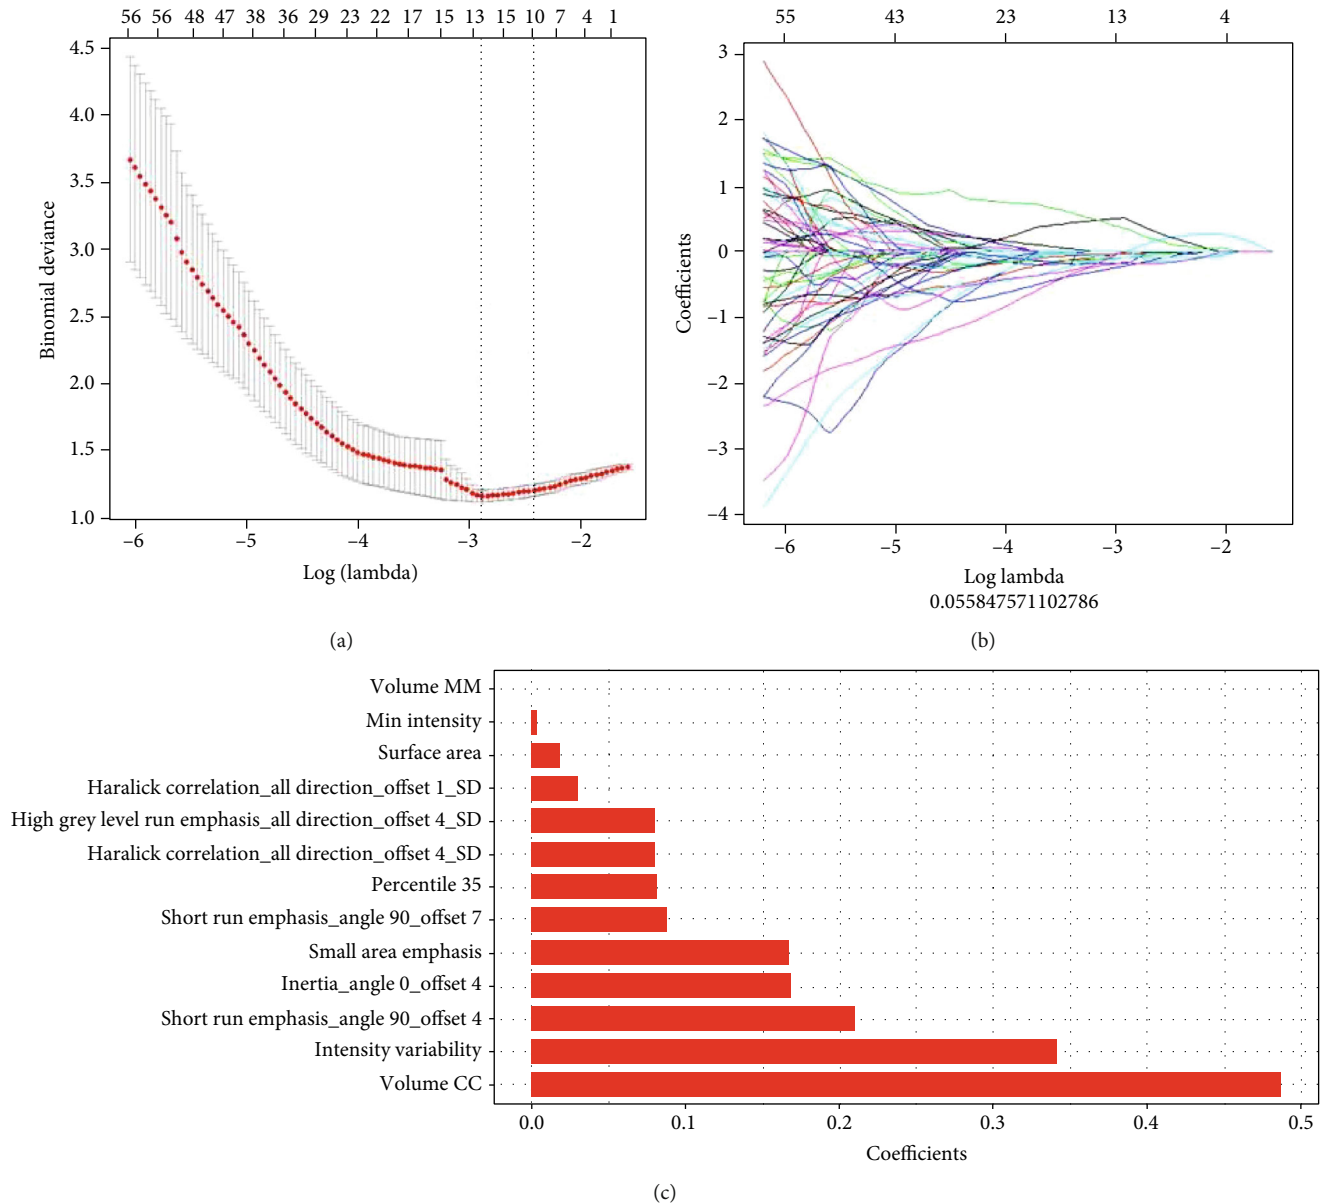 56 56 48 47 38 36 29 23 22 17 15 13 15 10 7 4 1
4.5
4.0
3.5
3.0
2.5
2.0
1.5
1.0
Binomial deviance
–6 –5 –4 –3 –2
Log (lambda)
(a)
55 43 23 13 4
3
2
1
0
–1
–2
–3
–4
Coefficients
–6 –5 –4 –3 –2
Log lambda
0.055847571102786
(b)
Volume MM
Min intensity
Surface area
Haralick correlation_all direction_offset 1_SD
High grey level run emphasis_all direction_offset 4_SD
Haralick correlation_all direction_offset 4_SD
Percentile 35
Short run emphasis_angle 90_offset 7
Small area emphasis
Inertia_angle 0_offset 4
Short run emphasis_angle 90_offset 4
Intensity variability
Volume CC
0.0 0.1 0.2 0.3 0.4 0.5
Coefficients
(c)